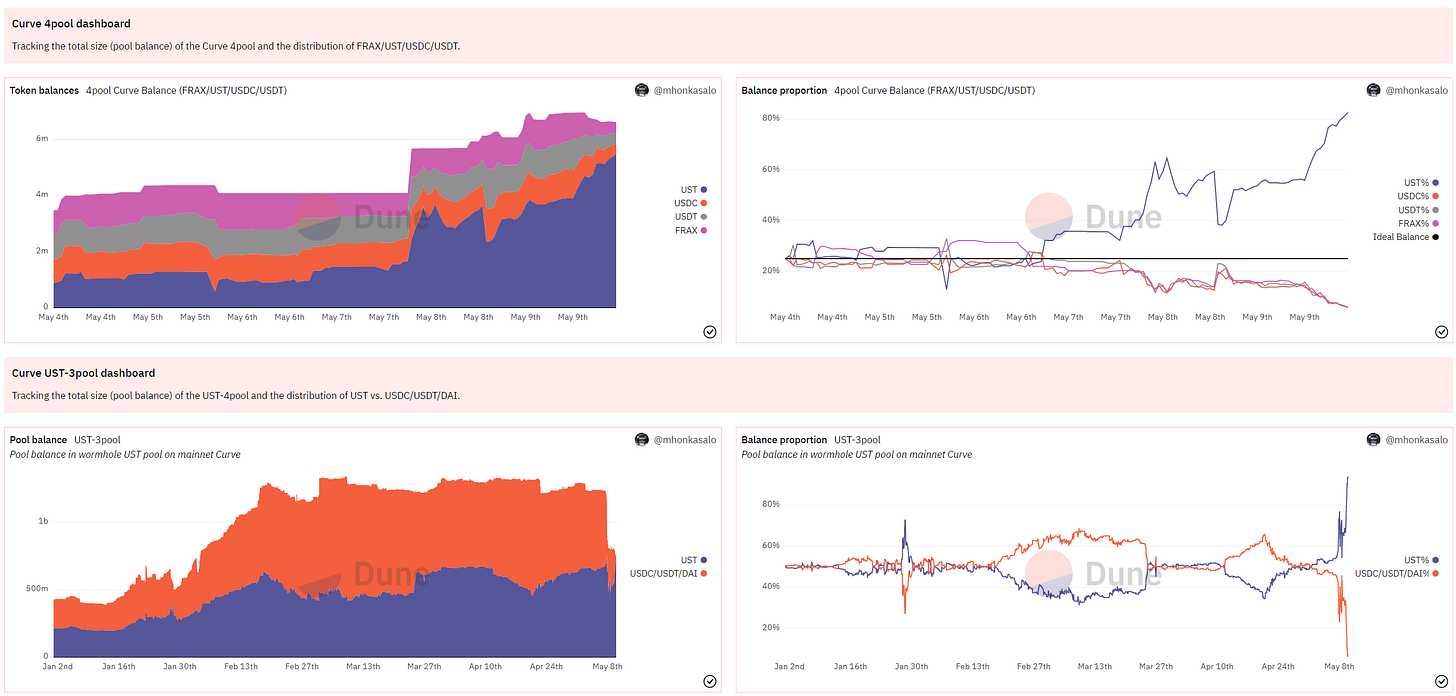 Curve 4pool dashboard
Tracking the total size (pool balance) of the Curve 4pool and the distribution of FRAX/UST/USDC/USDT.
Token balances 4pool Curve Balance (FRAX/UST/USDC/USDT)
@mhonkasalo
6m
4m
2m
0
May 4th May 4th May 5th May 5th May 6th May 6th May 7th May 7th May 8th May 8th May 9th May 9th
Dune
UST
USDC
USDT
FRAX
Balance proportion 4pool Curve Balance (FRAX/UST/USDC/USDT)
@mhonkasalo
80%
60%
40%
20%
May 4th May 4th May 5th May 5th May 6th May 6th May 7th May 7th May 8th May 8th May 9th May 9th
Dune
UST%
USDC%
USDT%
FRAX%
Ideal Balance
Curve UST-3pool dashboard
Tracking the total size (pool balance) of the UST-4pool and the distribution of UST vs. USDC/USDT/DAI.
Pool balance UST-3pool
@mhonkasalo
Pool balance in wormhole UST pool on mainnet Curve
1b
500m
0
Jan 2nd Jan 16th Jan 30th Feb 13th Feb 27th Mar 13th Mar 27th Apr 10th Apr 24th May 8th
Dune
UST
USDC/USDT/DAI
Balance proportion UST-3pool
@mhonkasalo
Pool balance in wormhole UST pool on mainnet Curve
80%
60%
40%
20%
Jan 2nd Jan 16th Jan 30th Feb 13th Feb 27th Mar 13th Mar 27th Apr 10th Apr 24th May 8th
Dune
UST%
USDC/USDT/DAI%